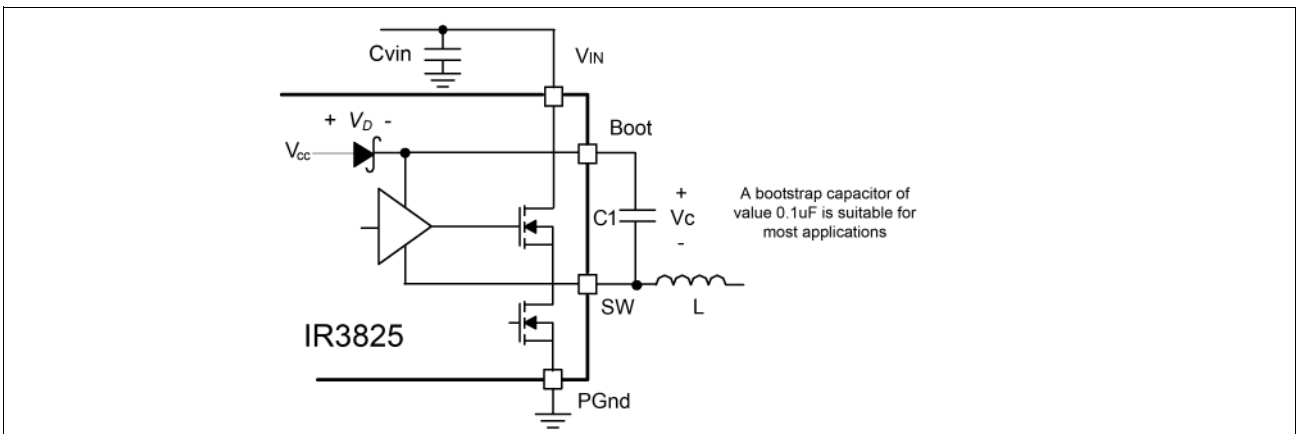 Cvin
VIN
+ VD -
Boot
Vcc
+
C1
Vc
-
A bootstrap capacitor of
value 0.1uF is suitable for
most applications
SW
L
IR3825
PGnd